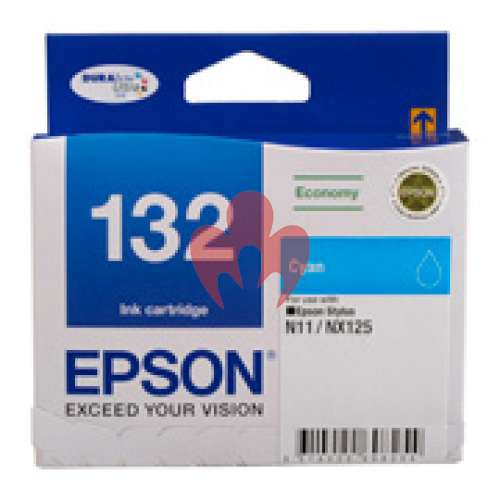 DURABrite
Ultra
132
Ink cartridge
EPSON
EXCEED YOUR VISION
Economy
EPSON
Cyan
For use with
Epson Stylus
N11 / NX125